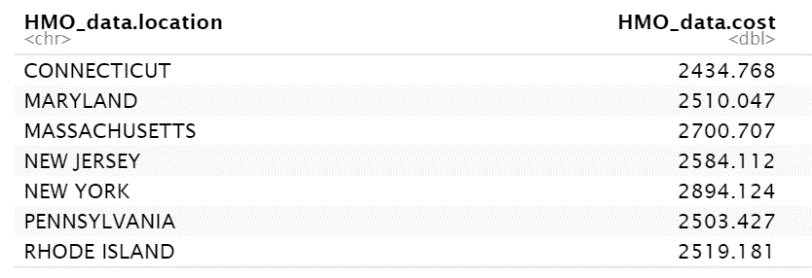 HMO_data.location HMO_data.cost
<chr> <dbl>
CONNECTICUT 2434.768
MARYLAND 2510.047
MASSACHUSETTS 2700.707
NEW JERSEY 2584.112
NEW YORK 2894.124
PENNSYLVANIA 2503.427
RHODE ISLAND 2519.181